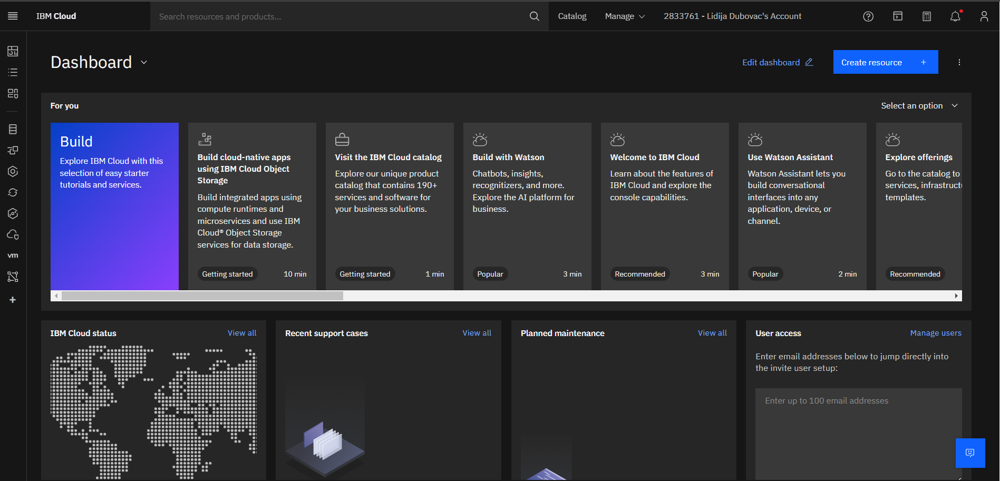 IBM Cloud
Search resources and products...
Catalog
Manage
2833761 - Lidija Dubovac's Account
Dashboard
Edit dashboard
Create resource +
For you
Select an option
Build
Explore IBM Cloud with this
selection of easy starter
tutorials and services.
Build cloud-native apps
using IBM Cloud Object
Storage
Build integrated apps using
compute runtimes and
microservices and use IBM
Cloud® Object Storage
services for data storage.
Getting started
10 min
Visit the IBM Cloud catalog
Explore our unique product
catalog that contains 190+
services and software for
your business solutions.
Getting started
1 min
Build with Watson
Chatbots, insights,
recognitizers, and more.
Explore the AI platform for
business.
Popular
3 min
Welcome to IBM Cloud
Learn about the features of
IBM Cloud and explore the
console capabilities.
Recommended
3 min
Use Watson Assistant
Watson Assistant lets you
build conversational
interfaces into any
application, device, or
channel.
Popular
2 min
Explore offerings
Go to the catalog to
services, infrastruct
templates.
Recommended
vm
+
IBM Cloud status
View all
Recent support cases
View all
Planned maintenance
View all
User access
Manage users
Enter email addresses below to jump directly into
the invite user setup:
Enter up to 100 email addresses